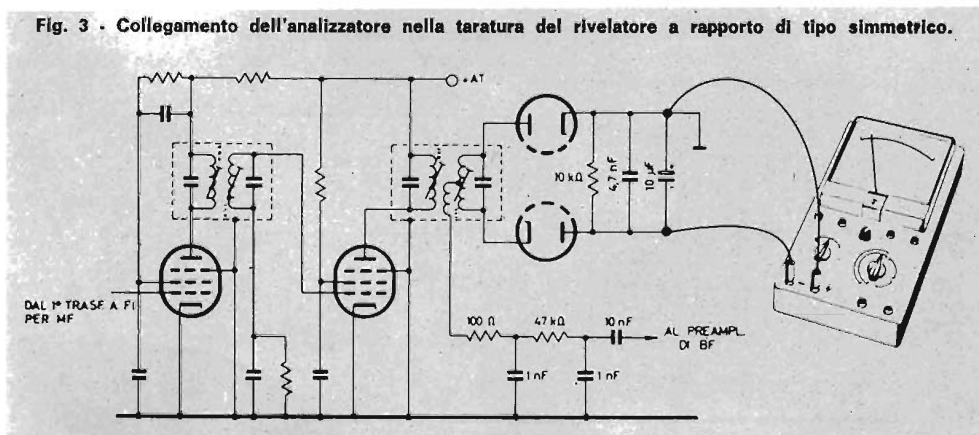 Fig. 3 - Collegamento dell'analizzatore nella taratura del rivelatore a rapporto di tipo simmetrico.
+AT
10 kΩ
4,7 nF
10 µF
DAL 1° TRASF. A FI
PER MF
100 Ω
47 kΩ
10 nF
AL PREAMPL.
DI BF
1 nF
1 nF
- +